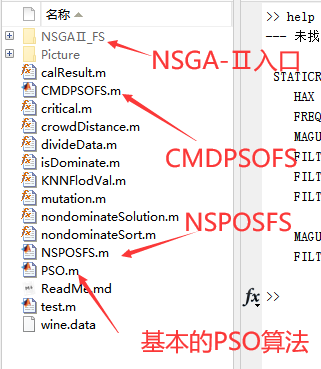 名称
NSGAⅡ_FS
Picture
calResult.m
CMDPSOFS.m
critical.m
crowdDistance.m
divideData.m
isDominate.m
KNNFlodVal.m
mutation.m
nondominateSolution.m
nondominateSort.m
NSPOSFS.m
PSO.m
ReadMe.md
test.m
wine.data
NSGA-Ⅱ入口
CMDPSOFS
NSPOSFS
基本的PSO算法
>> help
--- 未找
STATICR
HAX
FREQ
MAGU
FILT
FILT
MAGU
FILT
fx >>